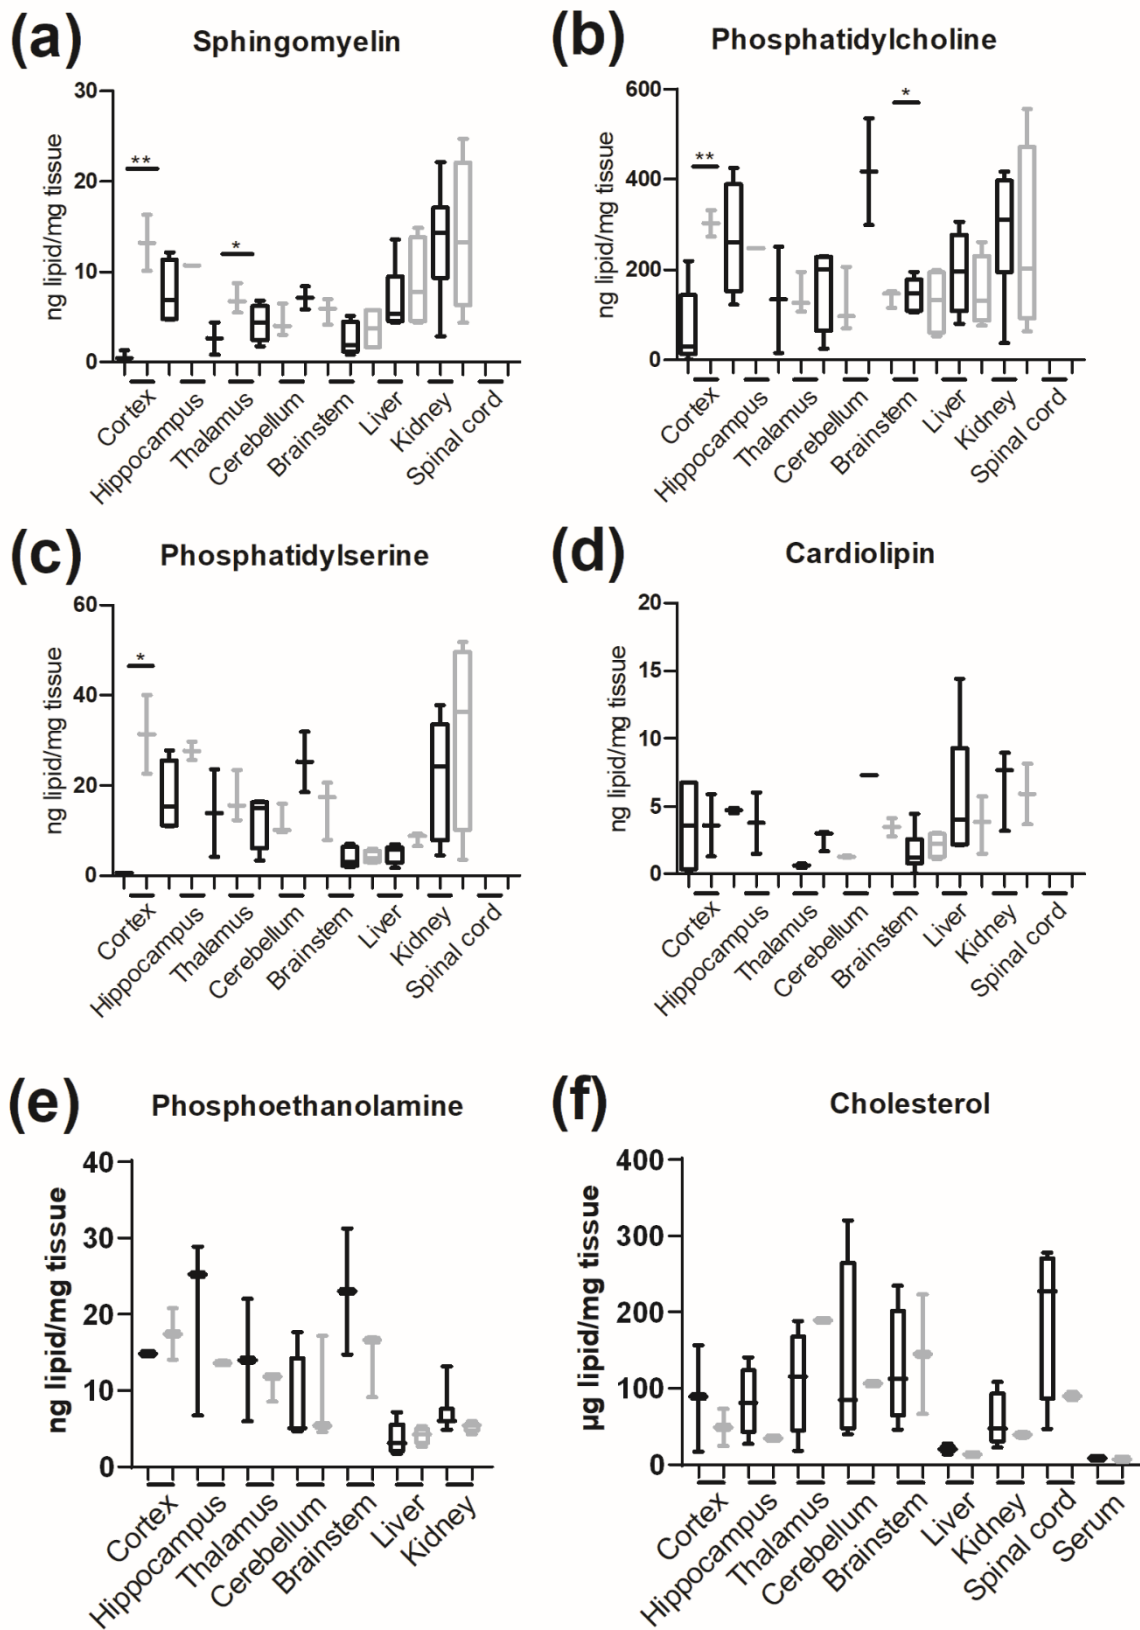 (a) Sphingomyelin
ng lipid/mg tissue
30
20
10
0
**
*
Cortex
Hippocampus
Thalamus
Cerebellum
Brainstem
Liver
Kidney
Spinal cord
(b) Phosphatidylcholine
ng lipid/mg tissue
600
400
200
0
**
*
Cortex
Hippocampus
Thalamus
Cerebellum
Brainstem
Liver
Kidney
Spinal cord
(c) Phosphatidylserine
ng lipid/mg tissue
60
40
20
0
*
Cortex
Hippocampus
Thalamus
Cerebellum
Brainstem
Liver
Kidney
Spinal cord
(d) Cardiolipin
ng lipid/mg tissue
20
15
10
5
0
Cortex
Hippocampus
Thalamus
Cerebellum
Brainstem
Liver
Kidney
Spinal cord
(e) Phosphoethanolamine
ng lipid/mg tissue
40
30
20
10
0
Cortex
Hippocampus
Thalamus
Cerebellum
Brainstem
Liver
Kidney
(f) Cholesterol
µg lipid/mg tissue
400
300
200
100
0
Cortex
Hippocampus
Thalamus
Cerebellum
Brainstem
Liver
Kidney
Spinal cord
Serum